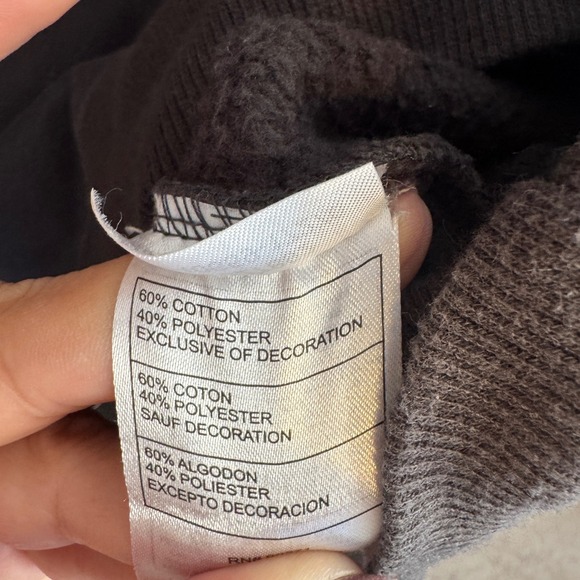 60% COTTON
40% POLYESTER
EXCLUSIVE OF DECORATION
60% COTON
40% POLYESTER
SAUF DECORATION
60% ALGODON
40% POLIESTER
EXCEPTO DECORACION